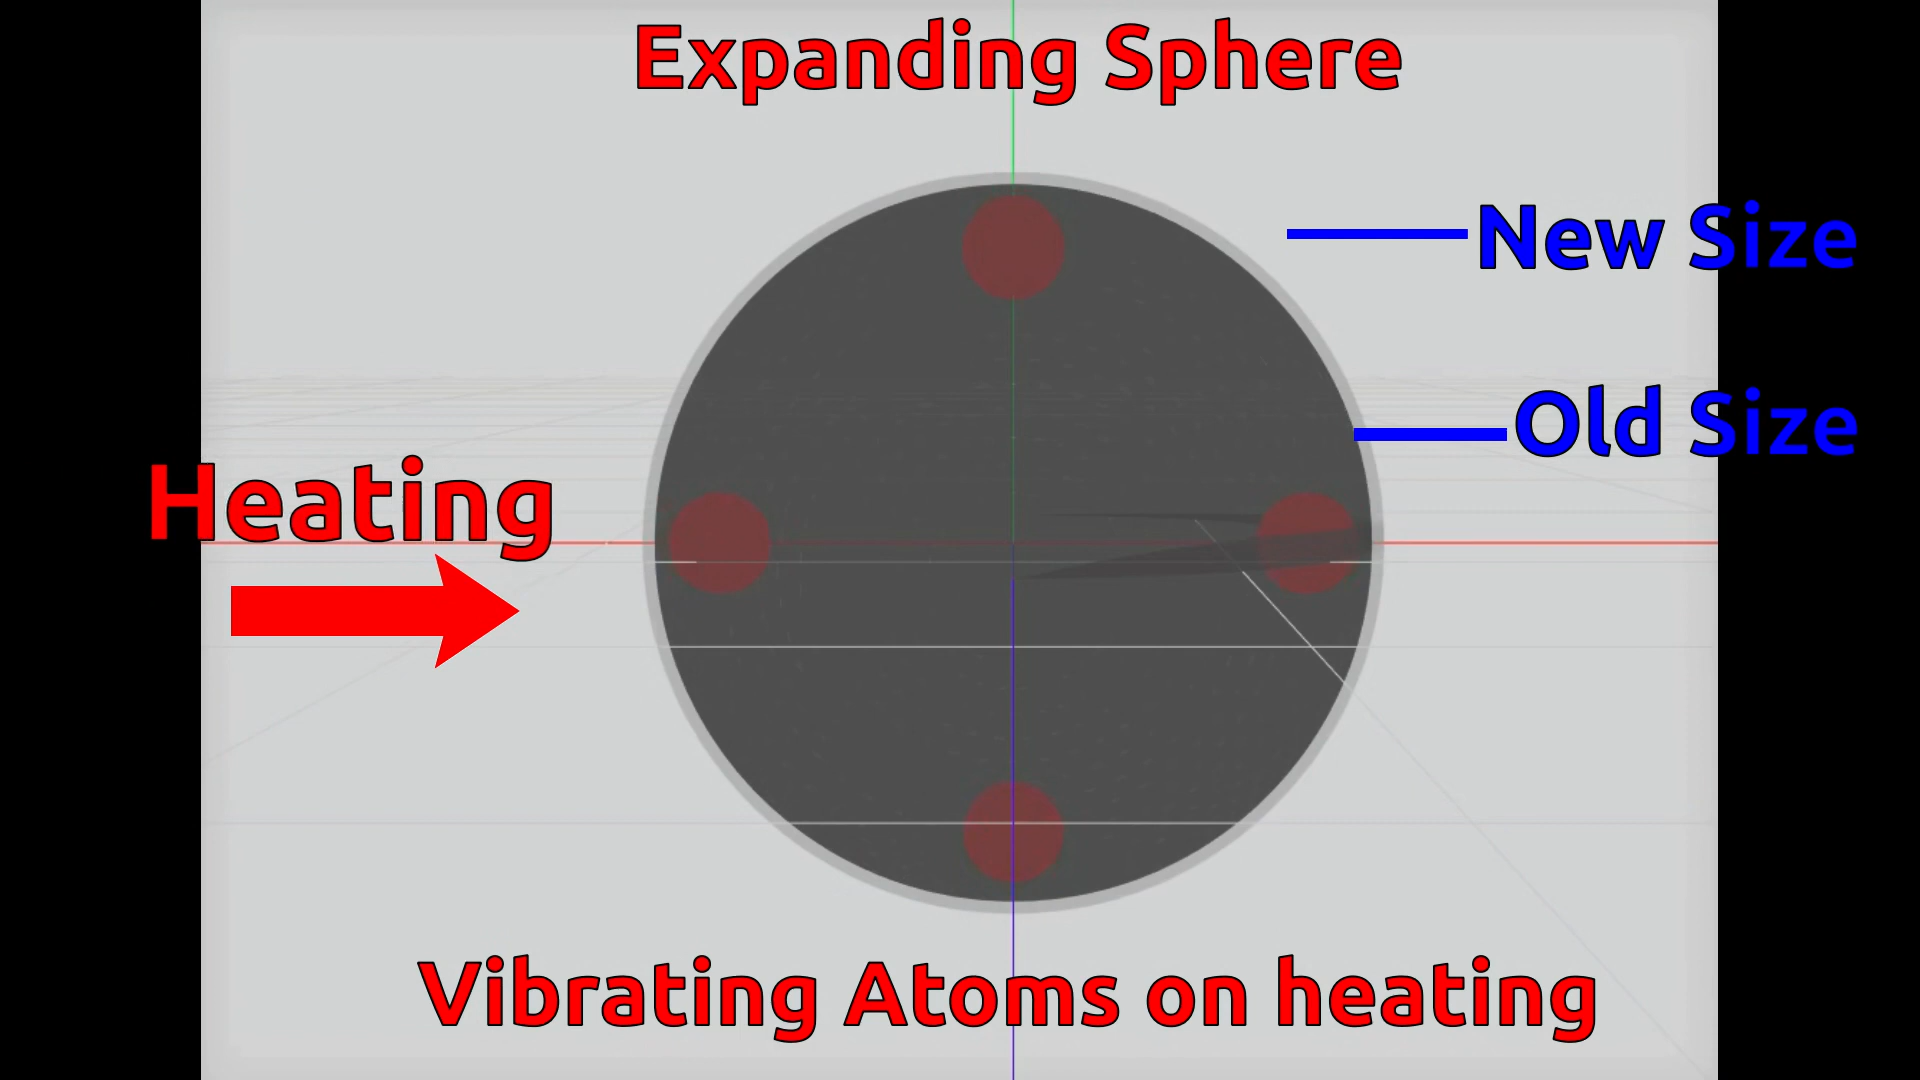 Expanding Sphere
New Size
Old Size
Heating
Vibrating Atoms on heating